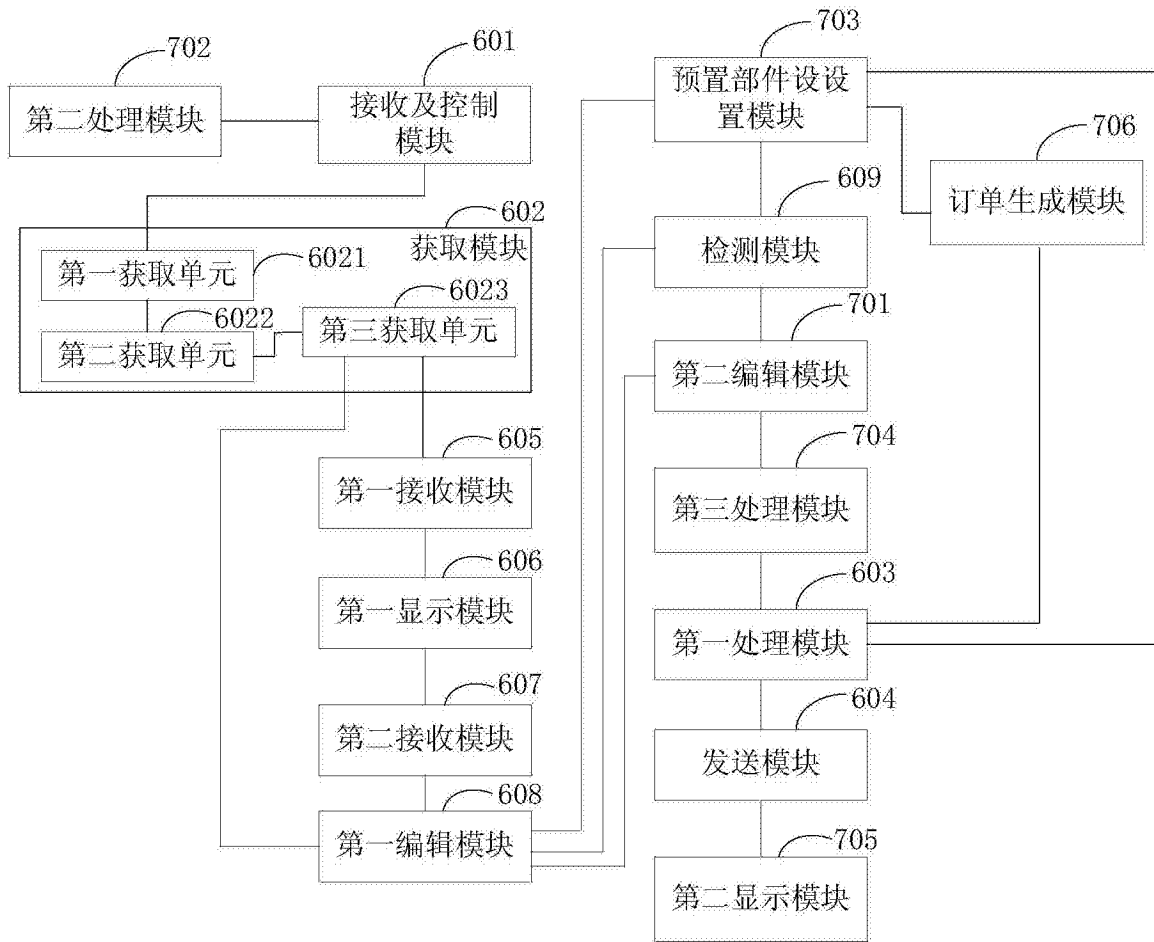 702
第二处理模块
601
接收及控制
模块
602
获取模块
第一获取单元
6021
6022
第二获取单元
6023
第三获取单元
605
第一接收模块
606
第一显示模块
607
第二接收模块
608
第一编辑模块
703
预置部件设设
置模块
706
订单生成模块
609
检测模块
701
第二编辑模块
704
第三处理模块
603
第一处理模块
604
发送模块
705
第二显示模块